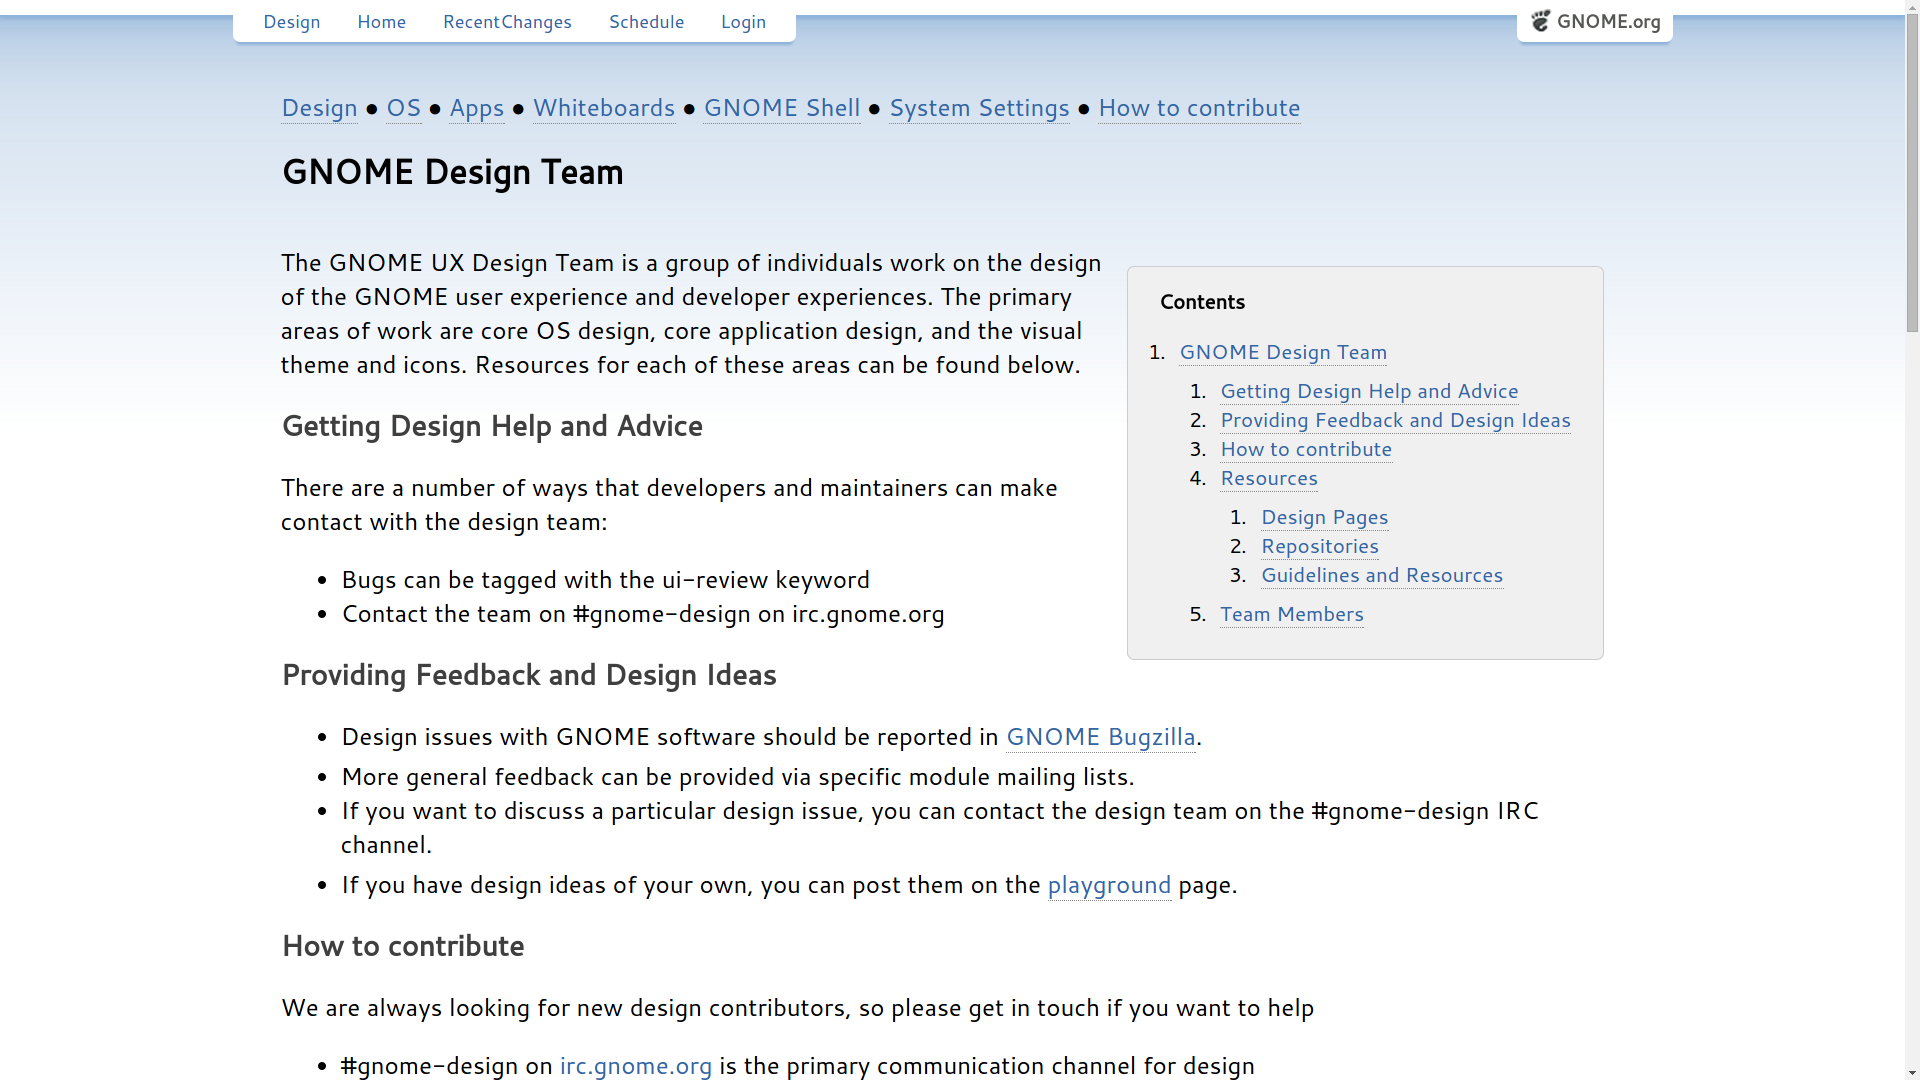 Design Home RecentChanges Schedule Login GNOME.org
Design ● OS ● Apps ● Whiteboards ● GNOME Shell ● System Settings ● How to contribute
GNOME Design Team
The GNOME UX Design Team is a group of individuals work on the design
of the GNOME user experience and developer experiences. The primary
areas of work are core OS design, core application design, and the visual
theme and icons. Resources for each of these areas can be found below.
Contents
1. GNOME Design Team
1. Getting Design Help and Advice
2. Providing Feedback and Design Ideas
3. How to contribute
4. Resources
1. Design Pages
2. Repositories
3. Guidelines and Resources
5. Team Members
Getting Design Help and Advice
There are a number of ways that developers and maintainers can make
contact with the design team:
• Bugs can be tagged with the ui-review keyword
• Contact the team on #gnome-design on irc.gnome.org
Providing Feedback and Design Ideas
• Design issues with GNOME software should be reported in GNOME Bugzilla.
• More general feedback can be provided via specific module mailing lists.
• If you want to discuss a particular design issue, you can contact the design team on the #gnome-design IRC
channel.
• If you have design ideas of your own, you can post them on the playground page.
How to contribute
We are always looking for new design contributors, so please get in touch if you want to help
• #gnome-design on irc.gnome.org is the primary communication channel for design